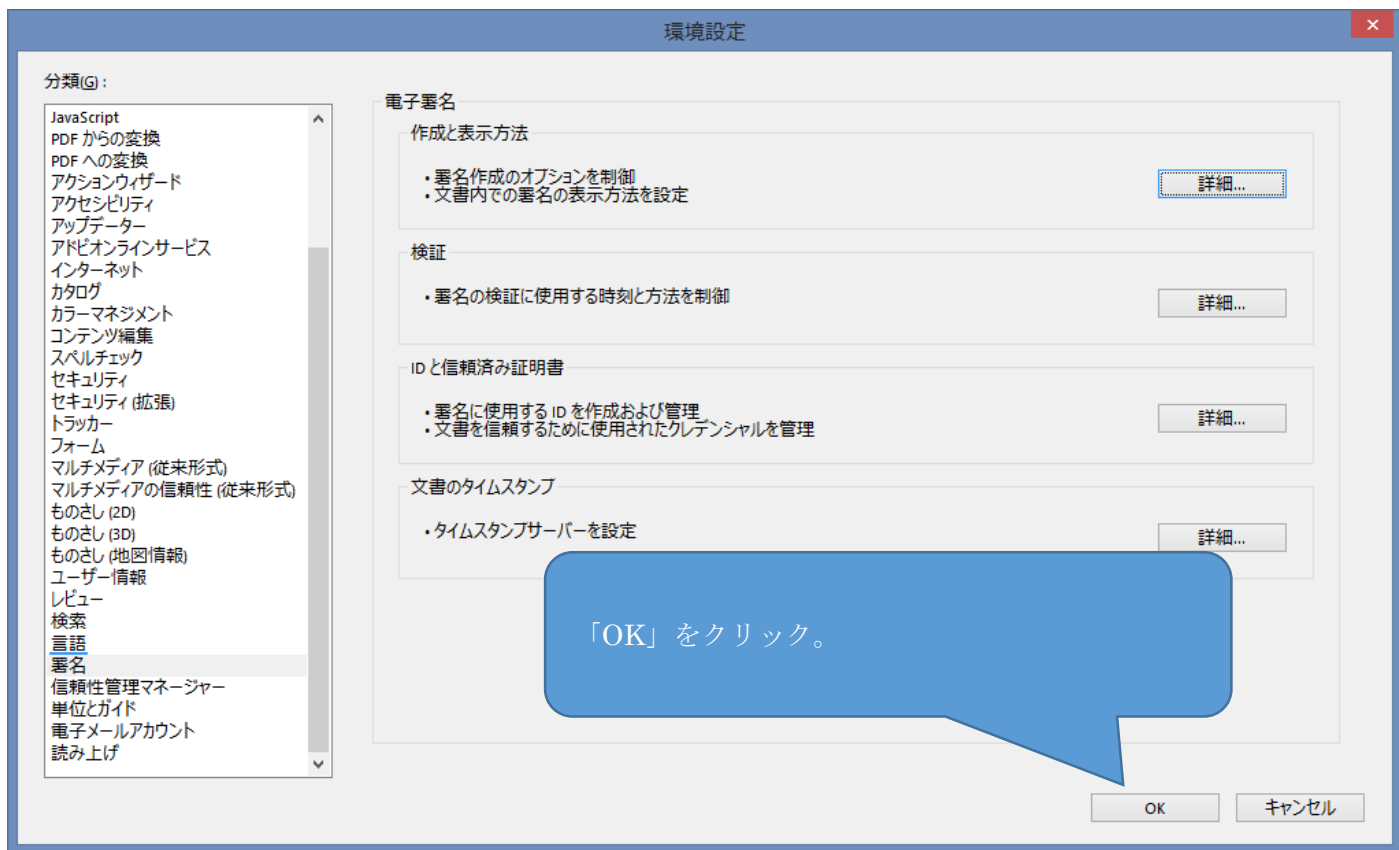 環境設定
分類(G):
JavaScript
PDF からの変換
PDF への変換
アクションウィザード
アクセシビリティ
アップデーター
アドビオンラインサービス
インターネット
カタログ
カラーマネジメント
コンテンツ編集
スペルチェック
セキュリティ
セキュリティ (拡張)
トラッカー
フォーム
マルチメディア (従来形式)
マルチメディアの信頼性 (従来形式)
ものさし (2D)
ものさし (3D)
ものさし (地図情報)
ユーザー情報
レビュー
検索
言語
署名
信頼性管理マネージャー
単位とガイド
電子メールアカウント
読み上げ
電子署名
作成と表示方法
・署名作成のオプションを制御
・文書内での署名の表示方法を設定
詳細...
検証
・署名の検証に使用する時刻と方法を制御
詳細...
ID と信頼済み証明書
・署名に使用する ID を作成および管理
・文書を信頼するために使用されたクレデンシャルを管理
詳細...
文書のタイムスタンプ
・タイムスタンプサーバーを設定
詳細...
「OK」をクリック。
OK
キャンセル